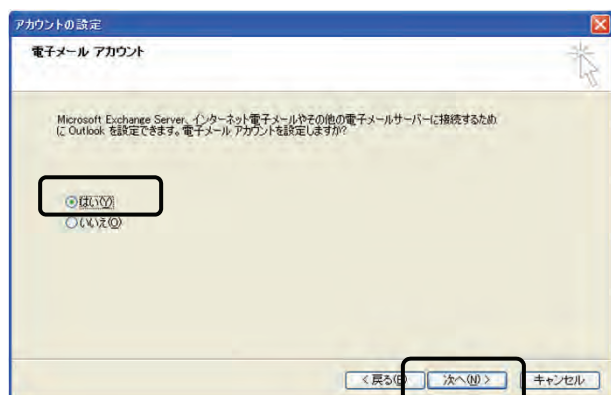 アカウントの設定
電子メール アカウント
Microsoft Exchange Server、インターネット電子メールやその他の電子メールサーバーに接続するため
に Outlook を設定できます。電子メール アカウントを設定しますか?
はい(Y)
いいえ(O)
< 戻る(B) 次へ(N) > キャンセル